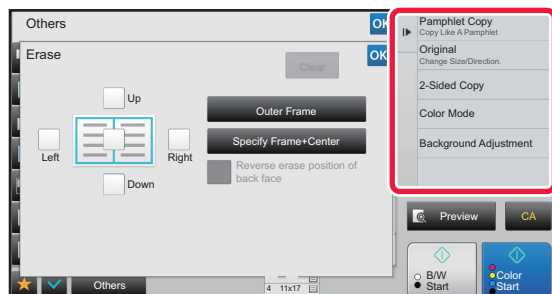 Others
OK
Erase
OK
Clear
Up
Outer Frame
Specify Frame+Center
Left
Right
Reverse erase position of
back face
Down
Others
4 11x17
Pamphlet Copy
Copy Like A Pamphlet
Original
Change Size/Direction.
2-Sided Copy
Color Mode
Background Adjustment
Preview
CA
B/W
Start
Color
Start